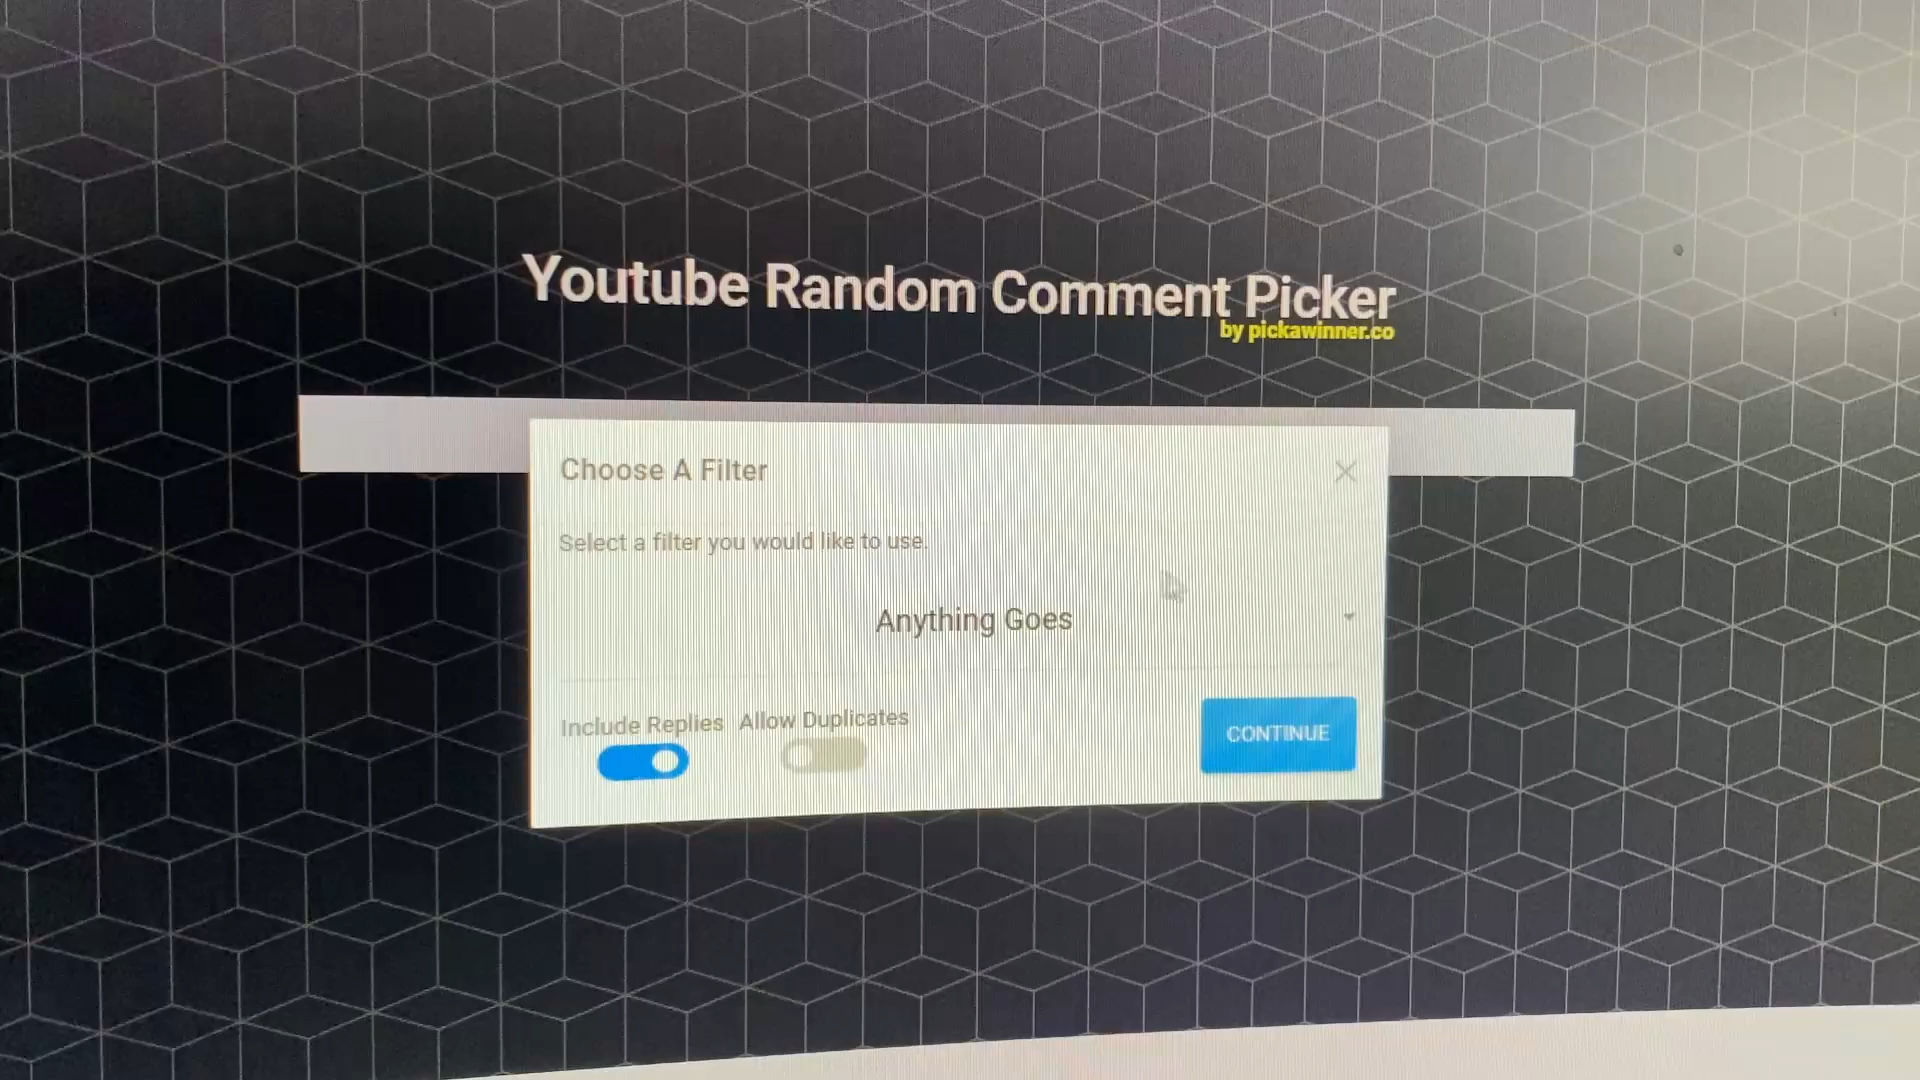 Youtube Random Comment Picker
by pickawinner.co
Choose A Filter
Select a filter you would like to use.
Anything Goes
Include Replies Allow Duplicates
CONTINUE